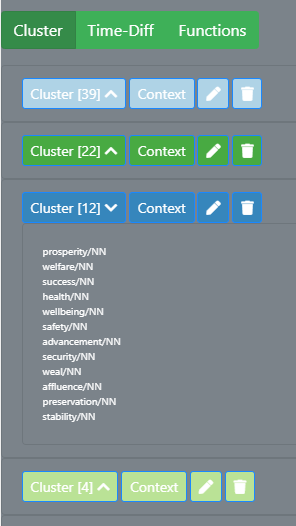 Cluster Time-Diff Functions
Cluster [39] Context
Cluster [22] Context
Cluster [12] Context
prosperity/NN
welfare/NN
success/NN
health/NN
wellbeing/NN
safety/NN
advancement/NN
security/NN
weal/NN
affluence/NN
preservation/NN
stability/NN
Cluster [4] Context